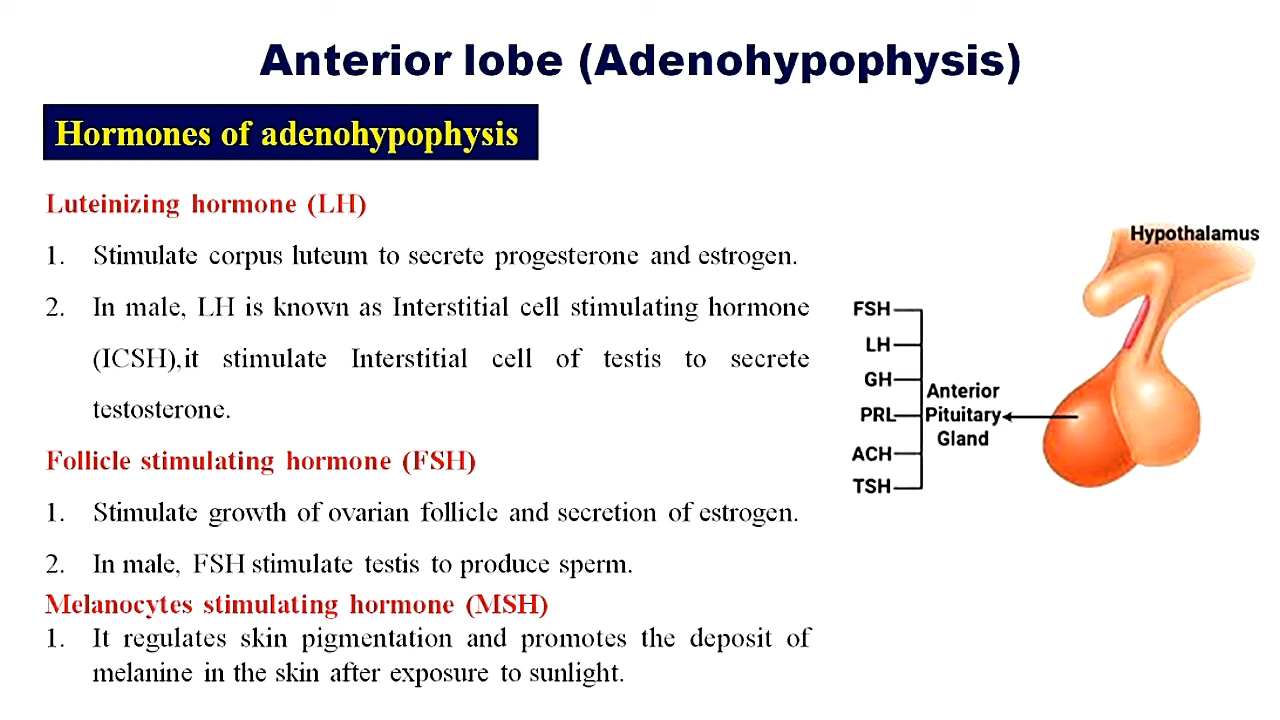 Anterior lobe (Adenohypophysis)
Hormones of adenohypophysis
Luteinizing hormone (LH)
1. Stimulate corpus luteum to secrete progesterone and estrogen.
2. In male, LH is known as Interstitial cell stimulating hormone
(ICSH),it stimulate Interstitial cell of testis to secrete
testosterone.
Follicle stimulating hormone (FSH)
1. Stimulate growth of ovarian follicle and secretion of estrogen.
2. In male, FSH stimulate testis to produce sperm.
Melanocytes stimulating hormone (MSH)
1. It regulates skin pigmentation and promotes the deposit of
melanine in the skin after exposure to sunlight.
Hypothalamus
FSH
LH
GH
PRL
ACH
TSH
Anterior
Pituitary
Gland